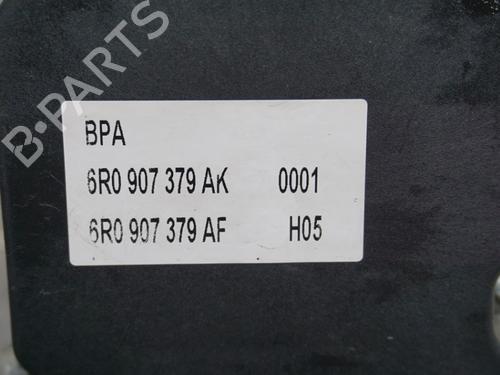 B-PARTS
BPA
6R0 907 379 AK 0001
6R0 907 379 AF H05